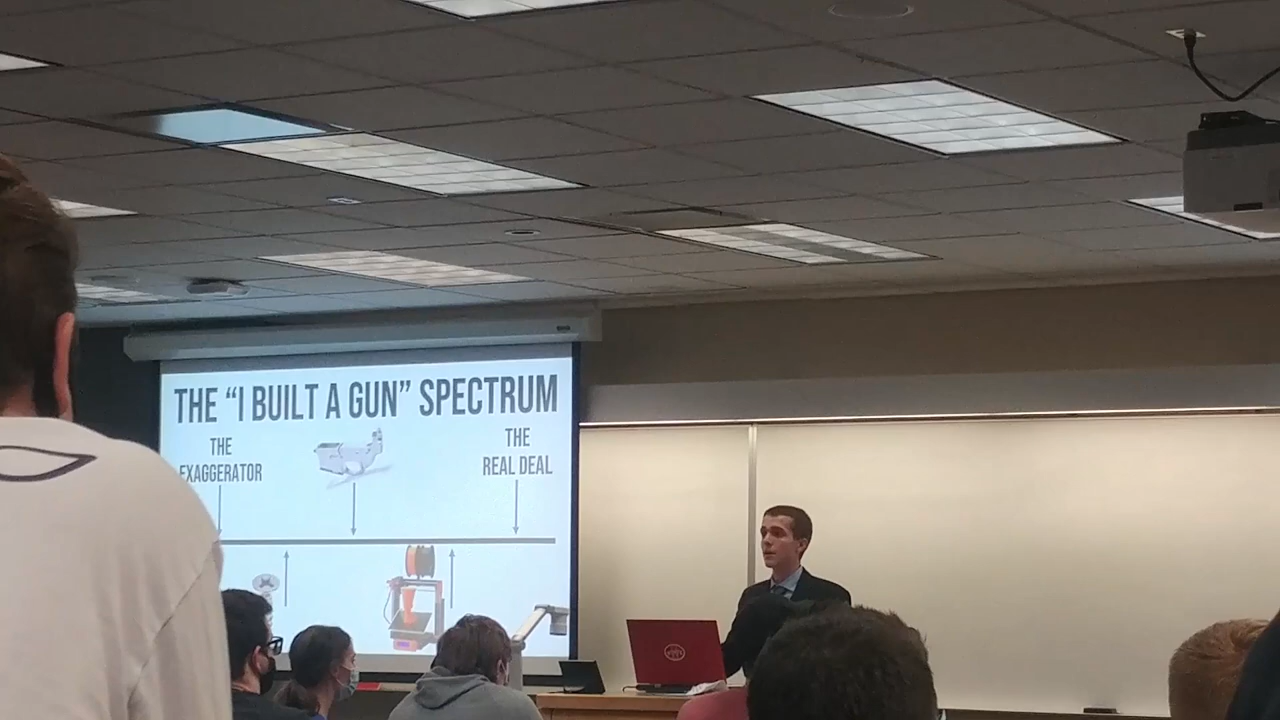 THE “I BUILT A GUN” SPECTRUM
THE
EXAGGERATOR
THE
REAL DEAL